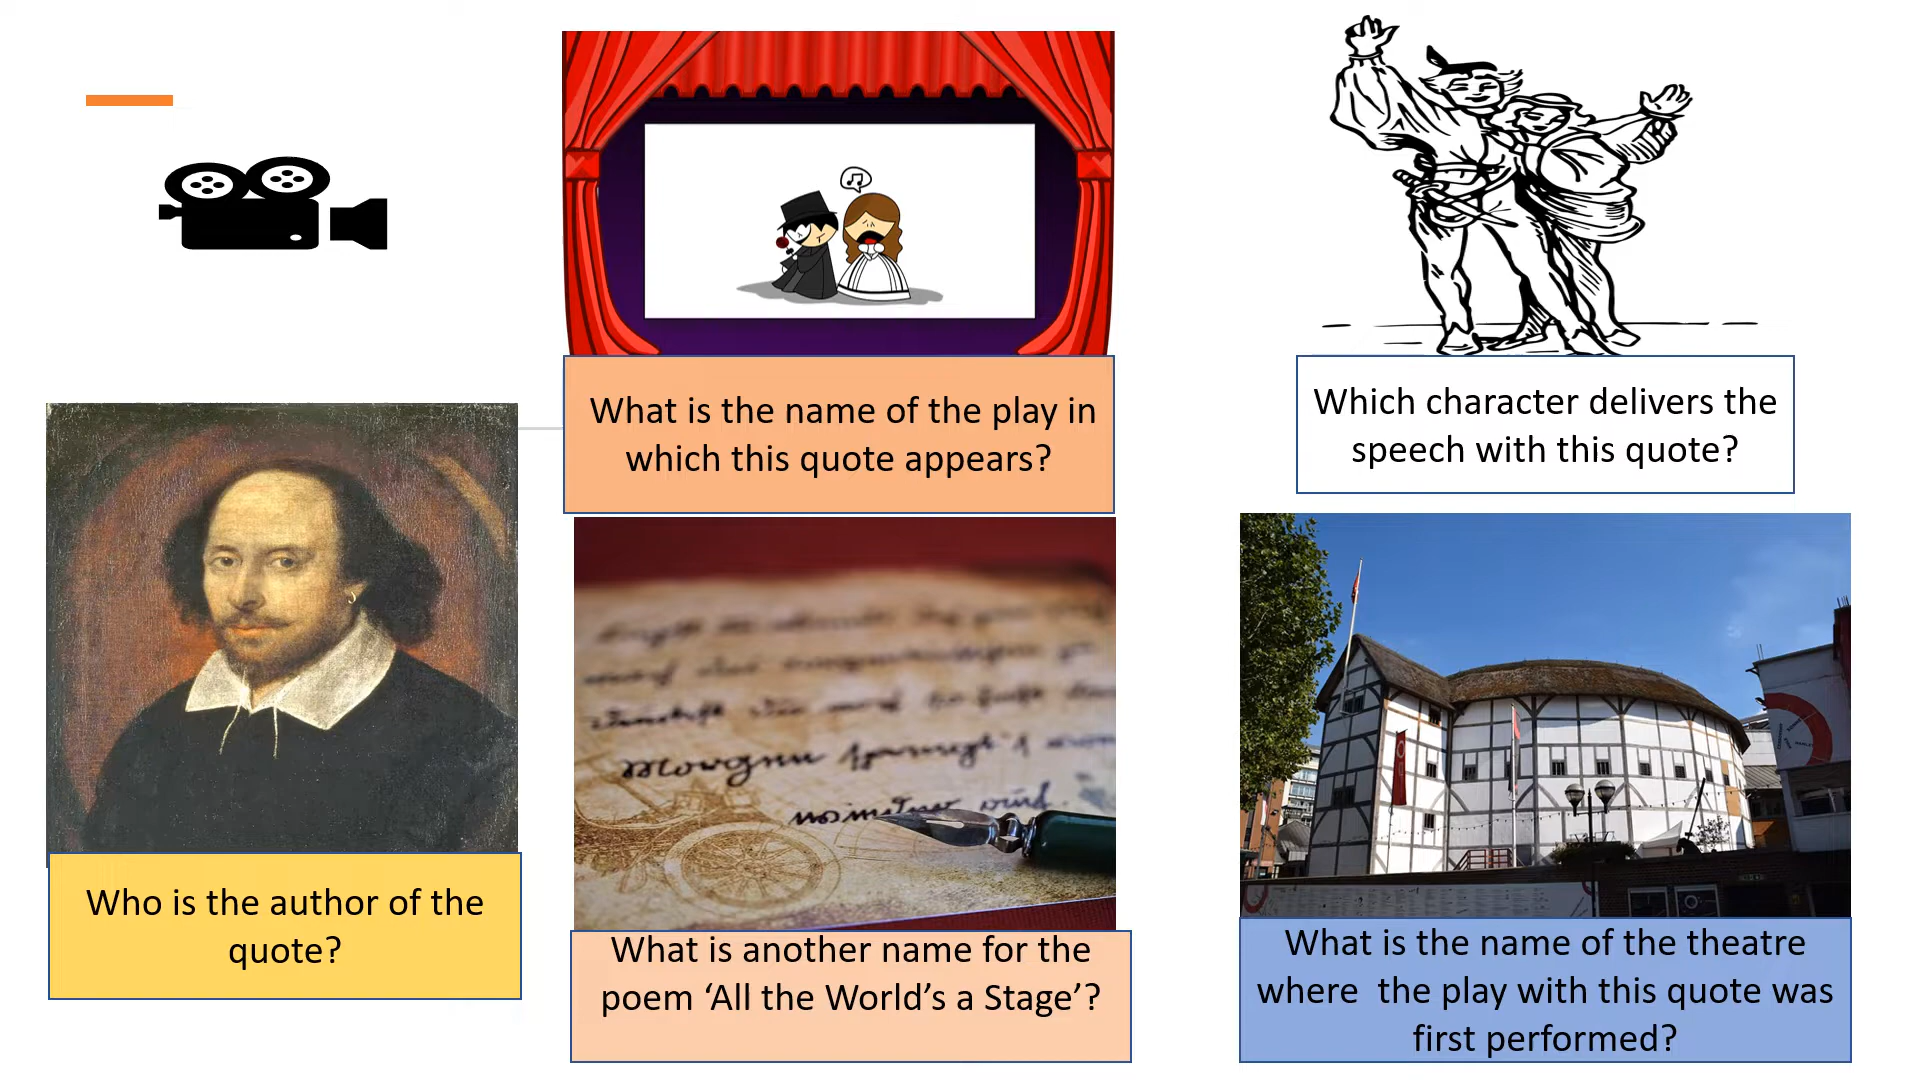 What is the name of the play in
which this quote appears?
Which character delivers the
speech with this quote?
Who is the author of the
quote?
What is another name for the
poem ‘All the World’s a Stage’?
What is the name of the theatre
where  the play with this quote was
first performed?